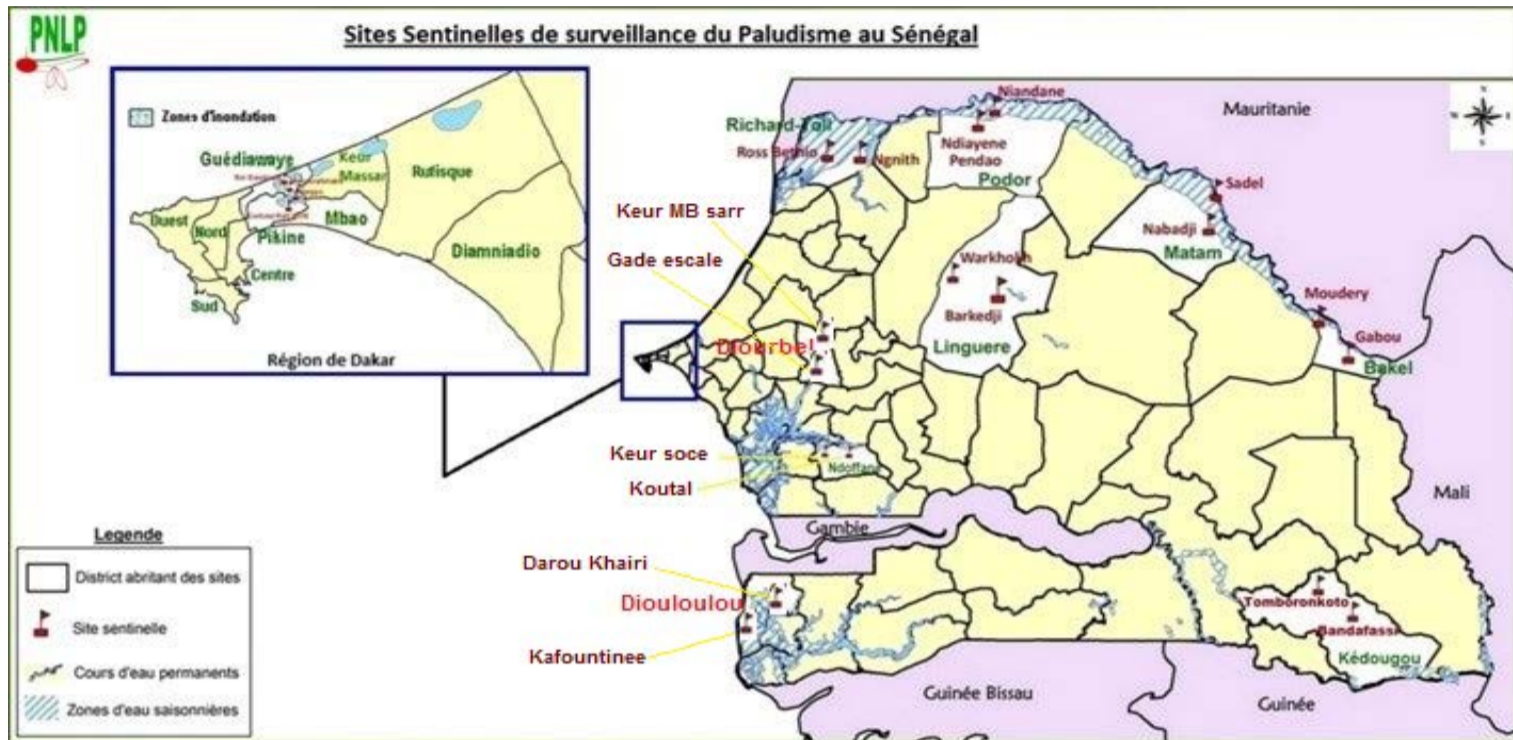 PNLP
Sites Sentinelles de surveillance du Paludisme au Sénégal
Zones d'inondation
Guédiawaye
Keur
Massar
Rufisque
Ouest
Nord
Pikine
Mbao
Diamniadio
Centre
Sud
Région de Dakar
Mauritanie
Niandane
Richard-Toll
Ross Bethio
Ngnith
Ndiayene
Pendao
Podor
Sadel
Nabadji
Matam
Keur MB sarr
Gade escale
Warkhokh
Barkedji
Linguere
Moudery
Gabou
Bakel
Diourbel
Keur soce
Koutal
Ndoffane
Mali
Gambie
Darou Khairi
Diouloulou
Kafountinee
Tomboronkoto
Bandafassi
Kédougou
Guinée Bissau
Guinée
Legende
District abritant des sites
Site sentinelle
Cours d'eau permanents
Zones d'eau saisonnières